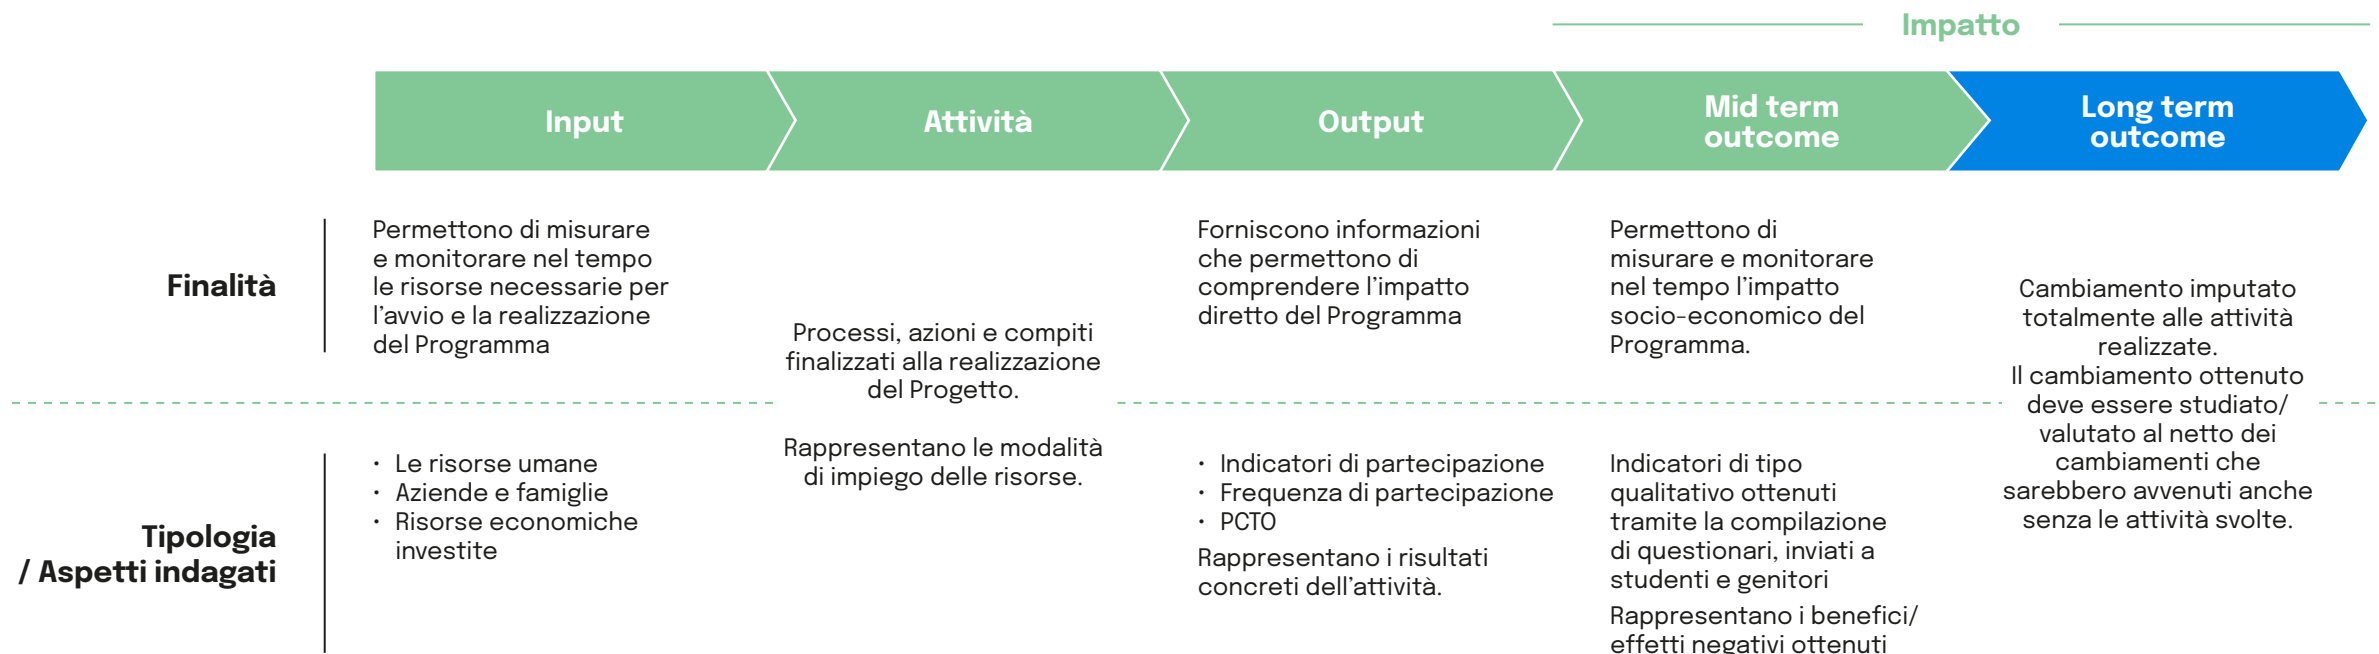 Impatto
Input
Attività
Output
Mid term
outcome
Long term
outcome
Finalità
Permettono di misurare
e monitorare nel tempo
le risorse necessarie per
l'avvio e la realizzazione
del Programma
Processi, azioni e compiti
finalizzati alla realizzazione
del Progetto.
Rappresentano le modalità
di impiego delle risorse.
Forniscono informazioni
che permettono di
comprendere l'impatto
diretto del Programma
Permettono di
misurare e monitorare
nel tempo l'impatto
socio-economico del
Programma.
Cambiamento imputato
totalmente alle attività
realizzate.
Il cambiamento ottenuto
deve essere studiato/
valutato al netto dei
cambiamenti che
sarebbero avvenuti anche
senza le attività svolte.
Tipologia
/ Aspetti indagati
· Le risorse umane
· Aziende e famiglie
· Risorse economiche
investite
· Indicatori di partecipazione
· Frequenza di partecipazione
· PCTO
Rappresentano i risultati
concreti dell'attività.
Indicatori di tipo
qualitativo ottenuti
tramite la compilazione
di questionari, inviati a
studenti e genitori
Rappresentano i benefici/
effetti negativi ottenuti